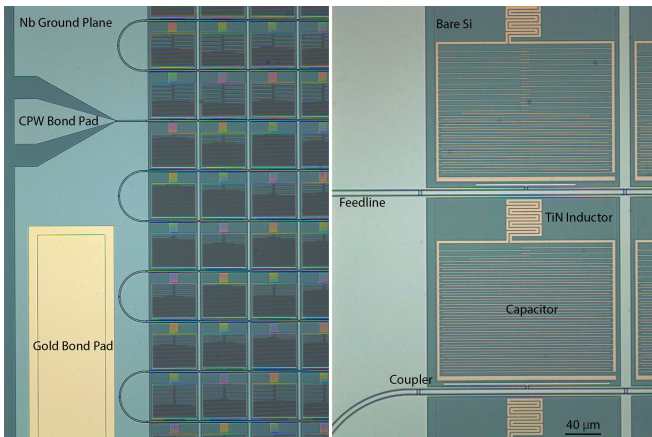 Nb Ground Plane
CPW Bond Pad
Gold Bond Pad
Bare Si
Feedline
TiN Inductor
Capacitor
Coupler
40 μm